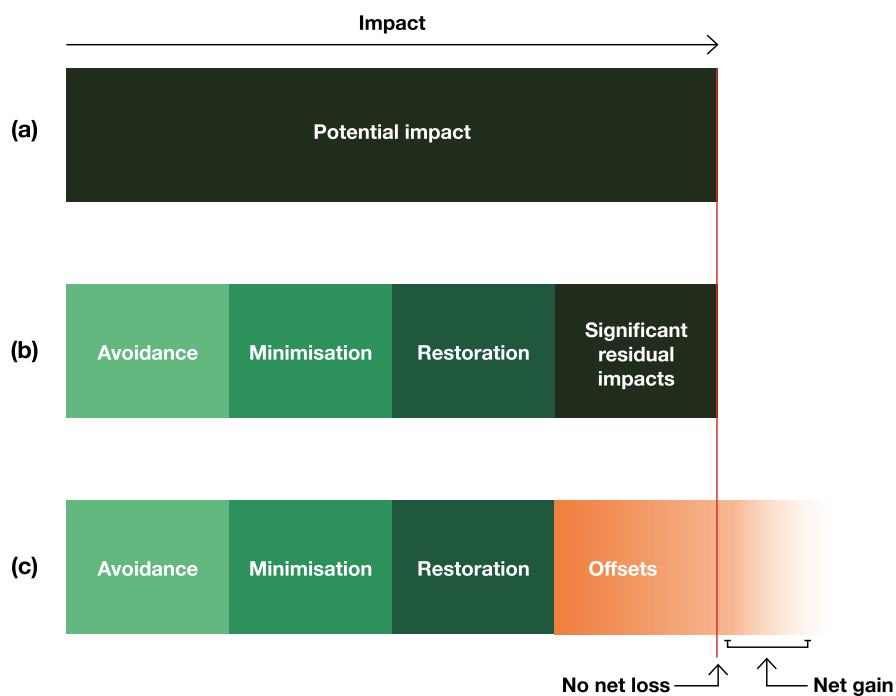 Impact
(a)
Potential impact
(b)
Avoidance
Minimisation
Restoration
Significant
residual
impacts
(c)
Avoidance
Minimisation
Restoration
Offsets
No net loss
Net gain